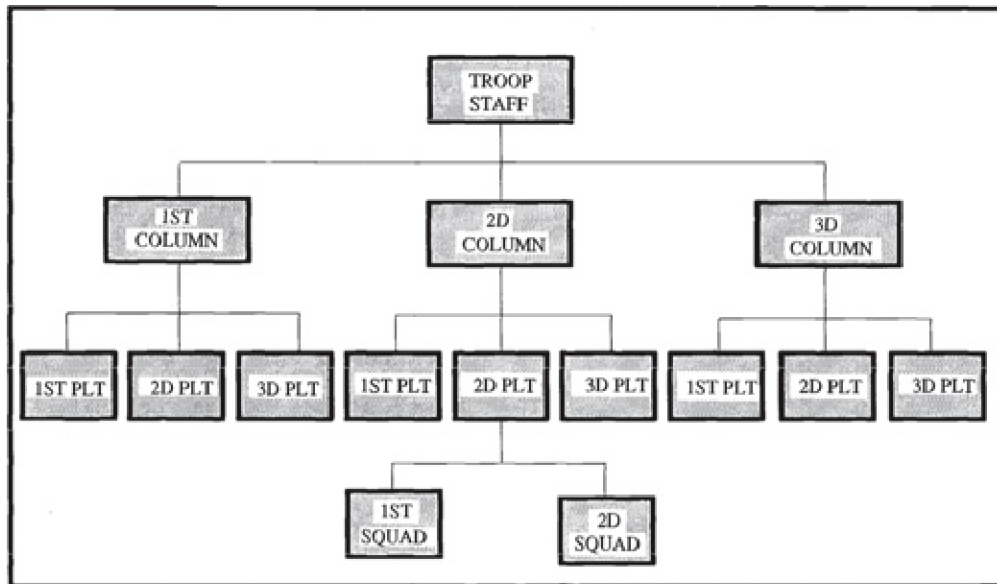 TROOP
STAFF
1ST
COLUMN
2D
COLUMN
3D
COLUMN
1ST PLT
2D PLT
3D PLT
1ST PLT
2D PLT
3D PLT
1ST PLT
2D PLT
3D PLT
1ST
SQUAD
2D
SQUAD